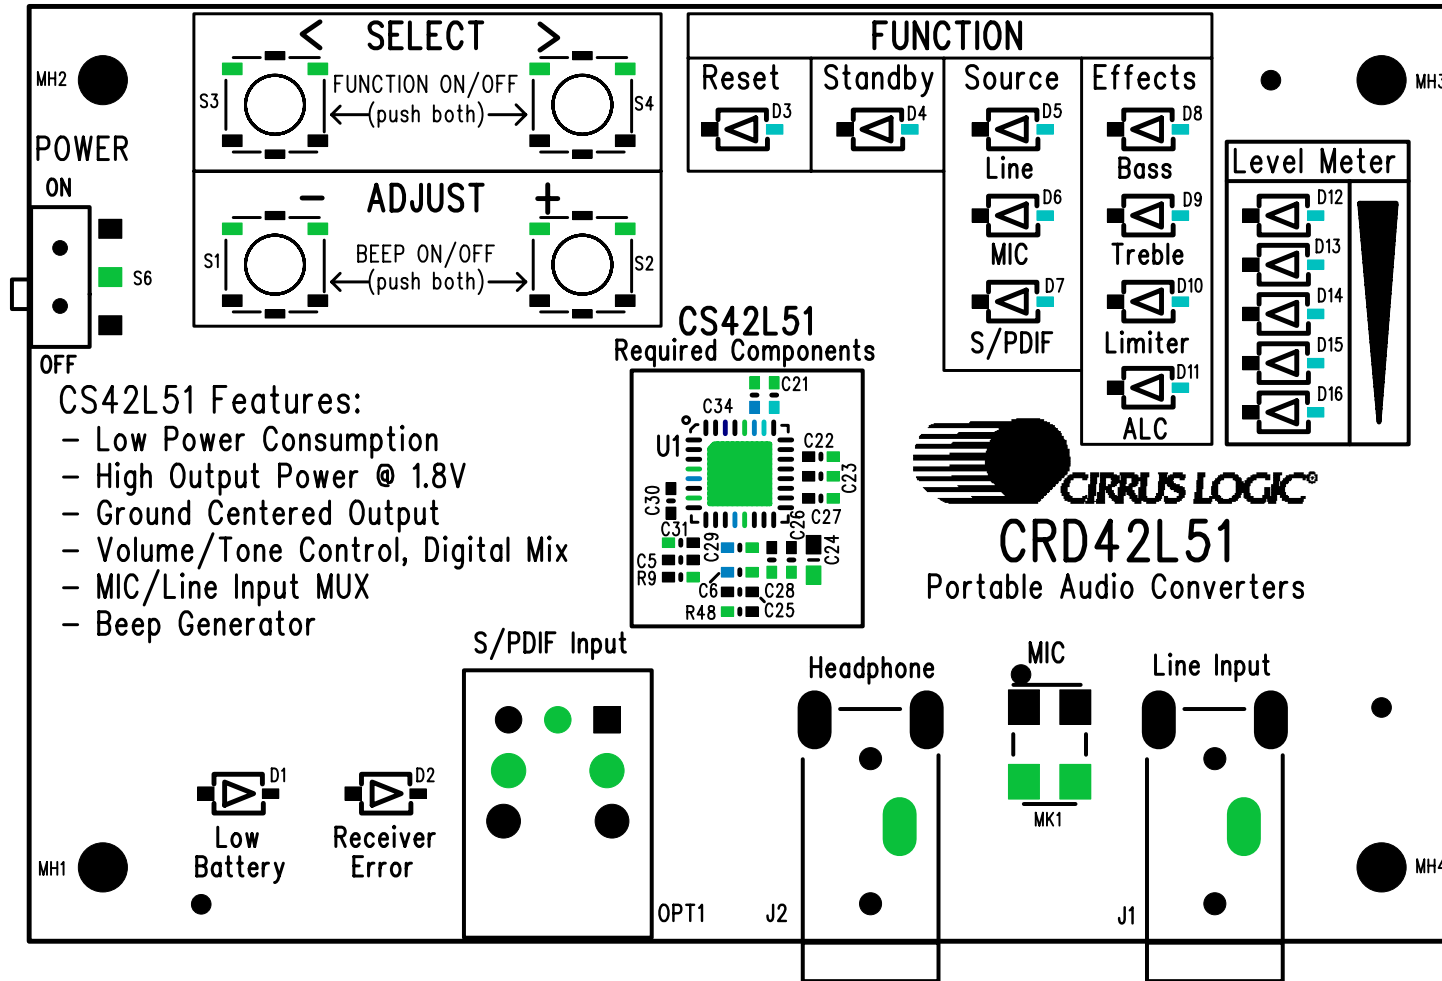 < SELECT >
FUNCTION ON/OFF
(push both)
S3
S4
- ADJUST +
BEEP ON/OFF
(push both)
S1
S2
MH2
POWER
ON
S6
OFF
FUNCTION
Reset
Standby
Source
Effects
D3
D4
D5
D8
Line
Bass
D6
D9
MIC
Treble
D7
D10
S/PDIF
Limiter
D11
ALC
MH3
Level Meter
D12
D13
D14
D15
D16
CS42L51
Required Components
C21
C34
U1
C22
C23
C30
C27
C31
C29
C26
C24
C5
R9
C6
C28
C25
R48
CS42L51 Features:
- Low Power Consumption
- High Output Power @ 1.8V
- Ground Centered Output
- Volume/Tone Control, Digital Mix
- MIC/Line Input MUX
- Beep Generator
CIRRUS LOGIC®
CRD42L51
Portable Audio Converters
S/PDIF Input
OPT1
Headphone
J2
MIC
MK1
Line Input
J1
D1
Low
Battery
D2
Receiver
Error
MH1
MH4